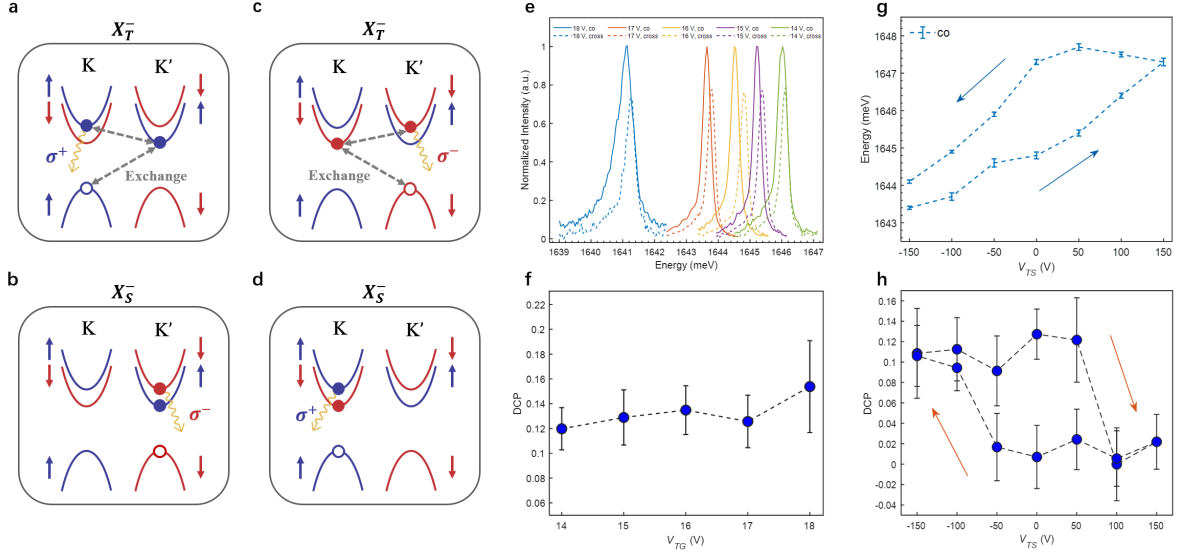 a
X_T^-
K K'
σ+
Exchange
b
X_S^-
K K'
σ−
c
X_T^-
K K'
σ−
Exchange
d
X_S^-
K K'
σ+
e
18 V, co 17 V, co 16 V, co 15 V, co 14 V, co
18 V, cross 17 V, cross 16 V, cross 15 V, cross 14 V, cross
Normalized Intensity (a.u.)
1
0.8
0.6
0.4
0.2
0
1639 1640 1641 1642 1643 1644 1645 1646 1647
Energy (meV)
f
DCP
0.22
0.2
0.18
0.16
0.14
0.12
0.1
0.08
0.06
14 15 16 17 18
V_TG (V)
g
co
Energy (meV)
1648
1647
1646
1645
1644
1643
-150 -100 -50 0 50 100 150
V_TS (V)
h
DCP
0.16
0.14
0.12
0.1
0.08
0.06
0.04
0.02
0
-0.02
-0.04
-150 -100 -50 0 50 100 150
V_TS (V)